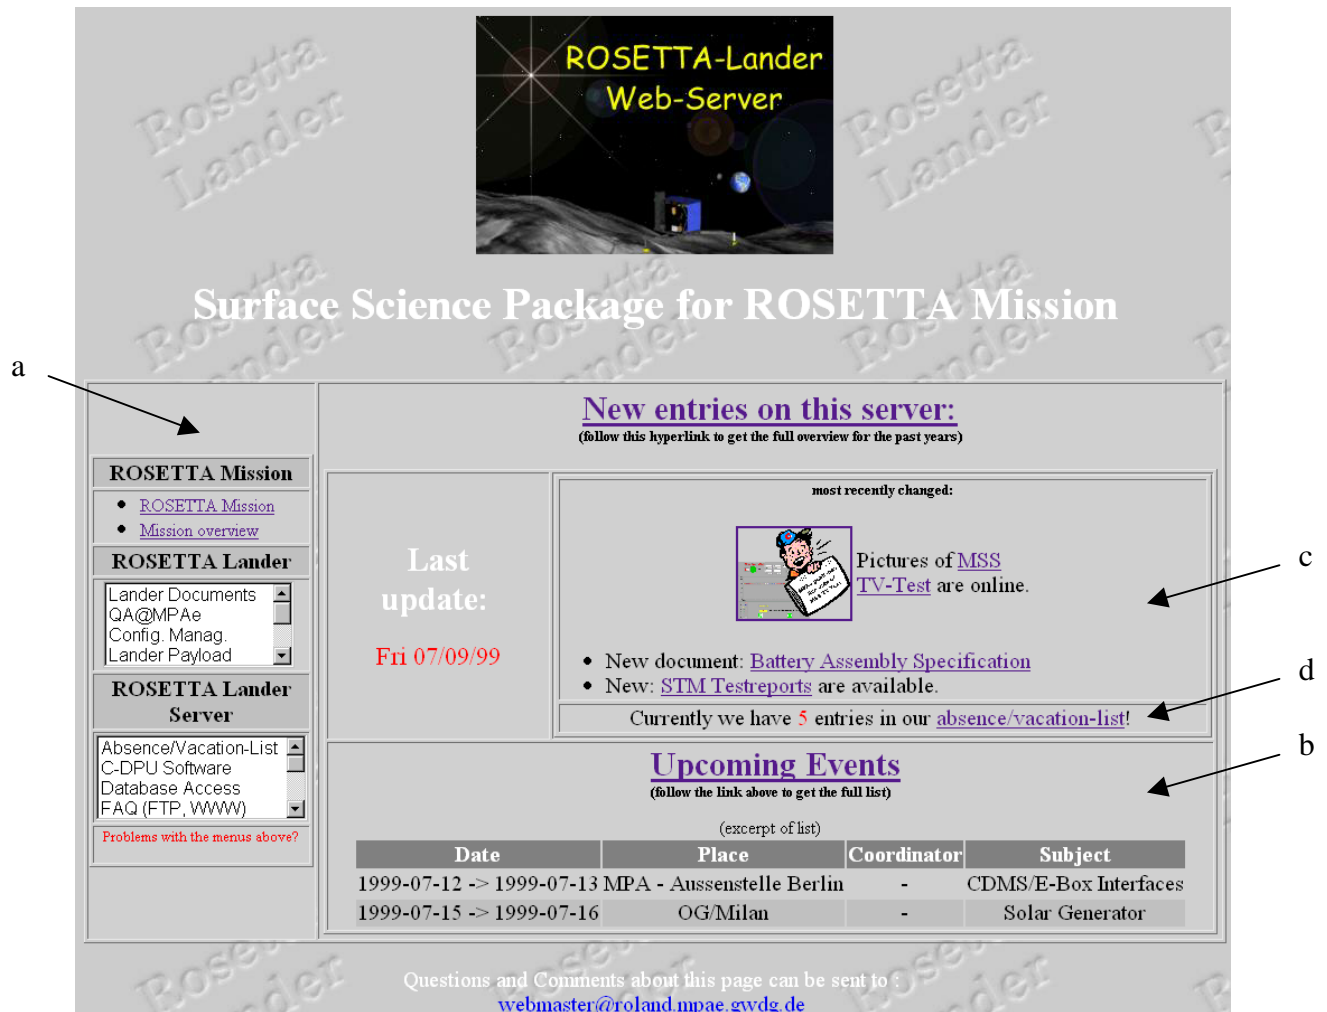 ROSETTA-Lander
Web-Server
Rosetta
Lander
Rosetta
Lander
Surface Science Package for ROSETTA Mission
a
New entries on this server:
(follow this hyperlink to get the full overview for the past years)
ROSETTA Mission
ROSETTA Mission
Mission overview
ROSETTA Lander
Lander Documents
QA@MPAe
Config. Manag.
Lander Payload
ROSETTA Lander
Server
Absence/Vacation-List
C-DPU Software
Database Access
FAQ (FTP, WWW)
Problems with the menus above?
Last
update:
Fri 07/09/99
most recently changed:
Pictures of MSS
TV-Test are online.
c
New document: Battery Assembly Specification
New: STM Testreports are available.
d
Currently we have 5 entries in our absence/vacation-list!
b
Upcoming Events
(follow the link above to get the full list)
(excerpt of list)
Date Place Coordinator Subject
1999-07-12 -> 1999-07-13 MPA - Aussenstelle Berlin - CDMS/E-Box Interfaces
1999-07-15 -> 1999-07-16 OG/Milan - Solar Generator
Questions and Comments about this page can be sent to :
webmaster@roland.mpae.gwdg.de